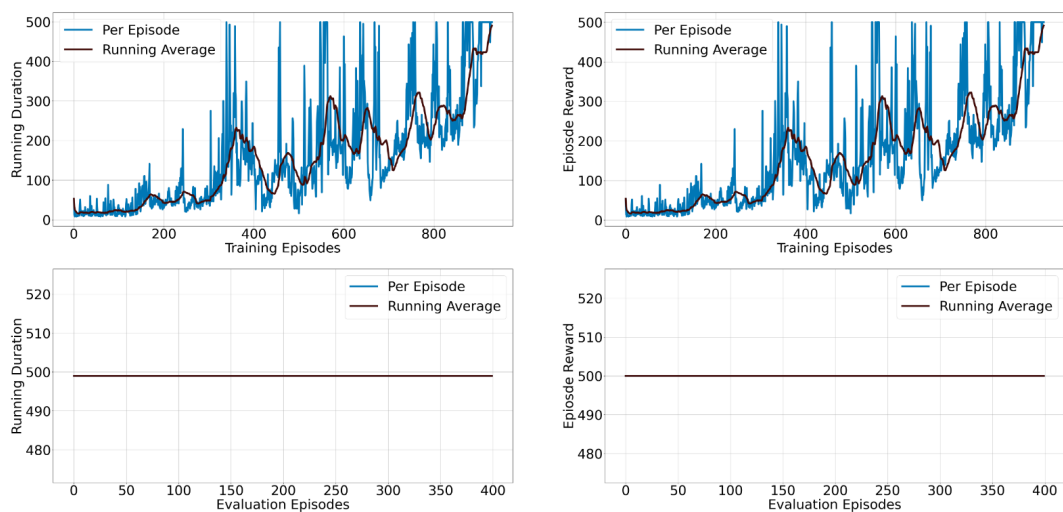 500
400
300
200
100
0
Running Duration
Per Episode
Running Average
0 200 400 600 800
Training Episodes
500
400
300
200
100
0
Epiosde Reward
Per Episode
Running Average
0 200 400 600 800
Training Episodes
520
510
500
490
480
Running Duration
Per Episode
Running Average
0 50 100 150 200 250 300 350 400
Evaluation Episodes
520
510
500
490
480
Epiosde Reward
Per Episode
Running Average
0 50 100 150 200 250 300 350 400
Evaluation Episodes